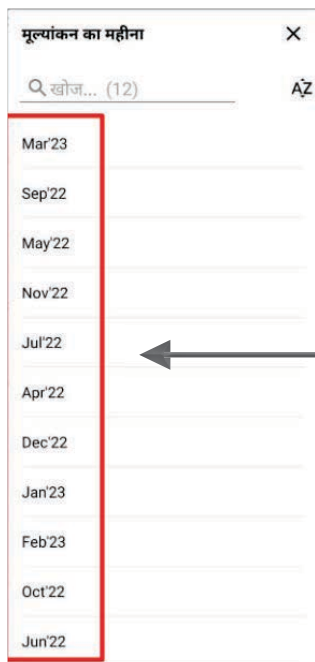 मूल्यांकन का महीना
खोज... (12)
AZ
Mar'23
Sep'22
May'22
Nov'22
Jul'22
Apr'22
Dec'22
Jan'23
Feb'23
Oct'22
Jun'22